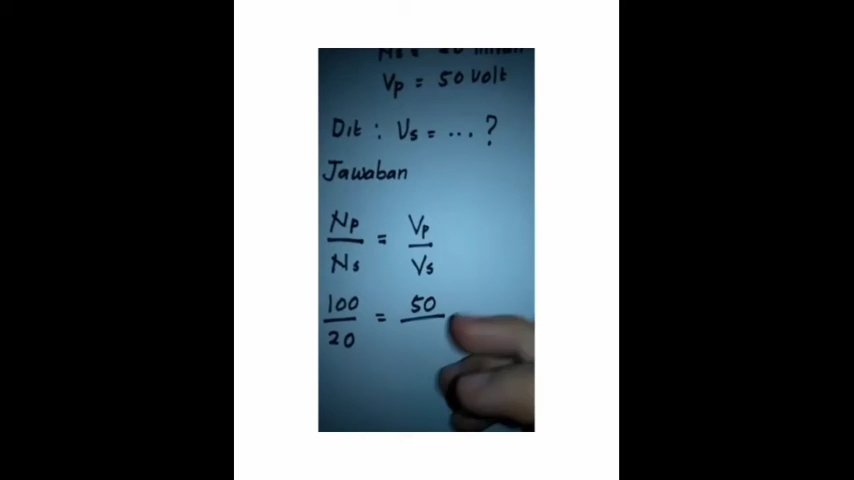 Vp = 50 Volt
Dit : Vs = ... ?
Jawaban
Np / Ns = Vp / Vs
100 / 20 = 50 /